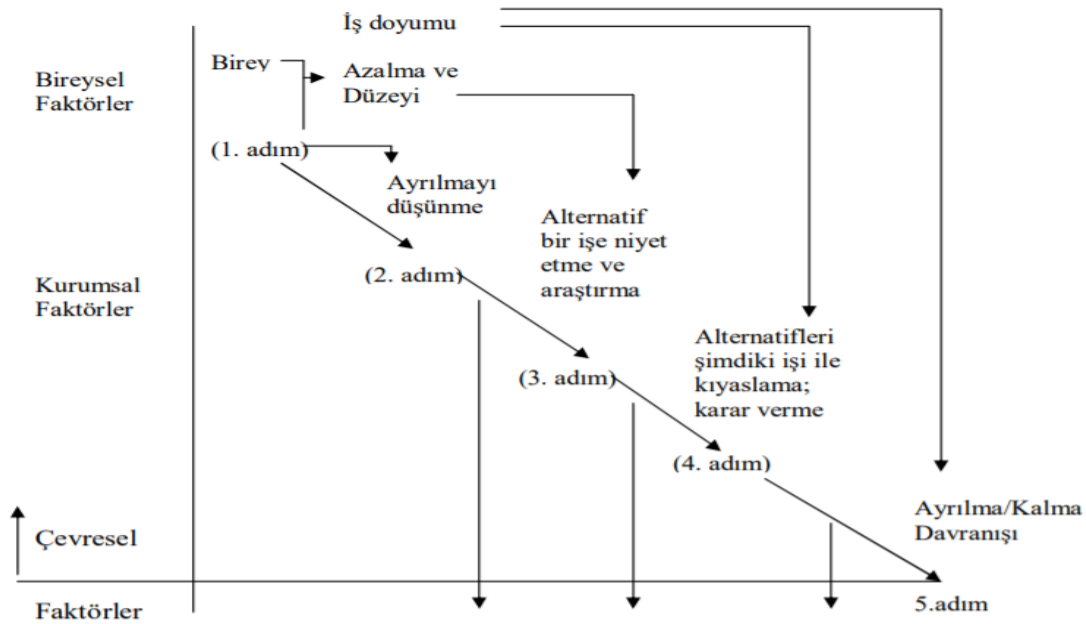 İş doyumu
Birey
Bireysel
Faktörler
Azalma ve
Düzeyi
(1. adım)
Ayrılmayı
düşünme
Alternatif
bir işe niyet
etme ve
araştırma
(2. adım)
Kurumsal
Faktörler
Alternatifleri
şimdiki işi ile
kıyaslama;
karar verme
(3. adım)
(4. adım)
Ayrılma/Kalma
Davranışı
Çevresel
Faktörler
5.adım